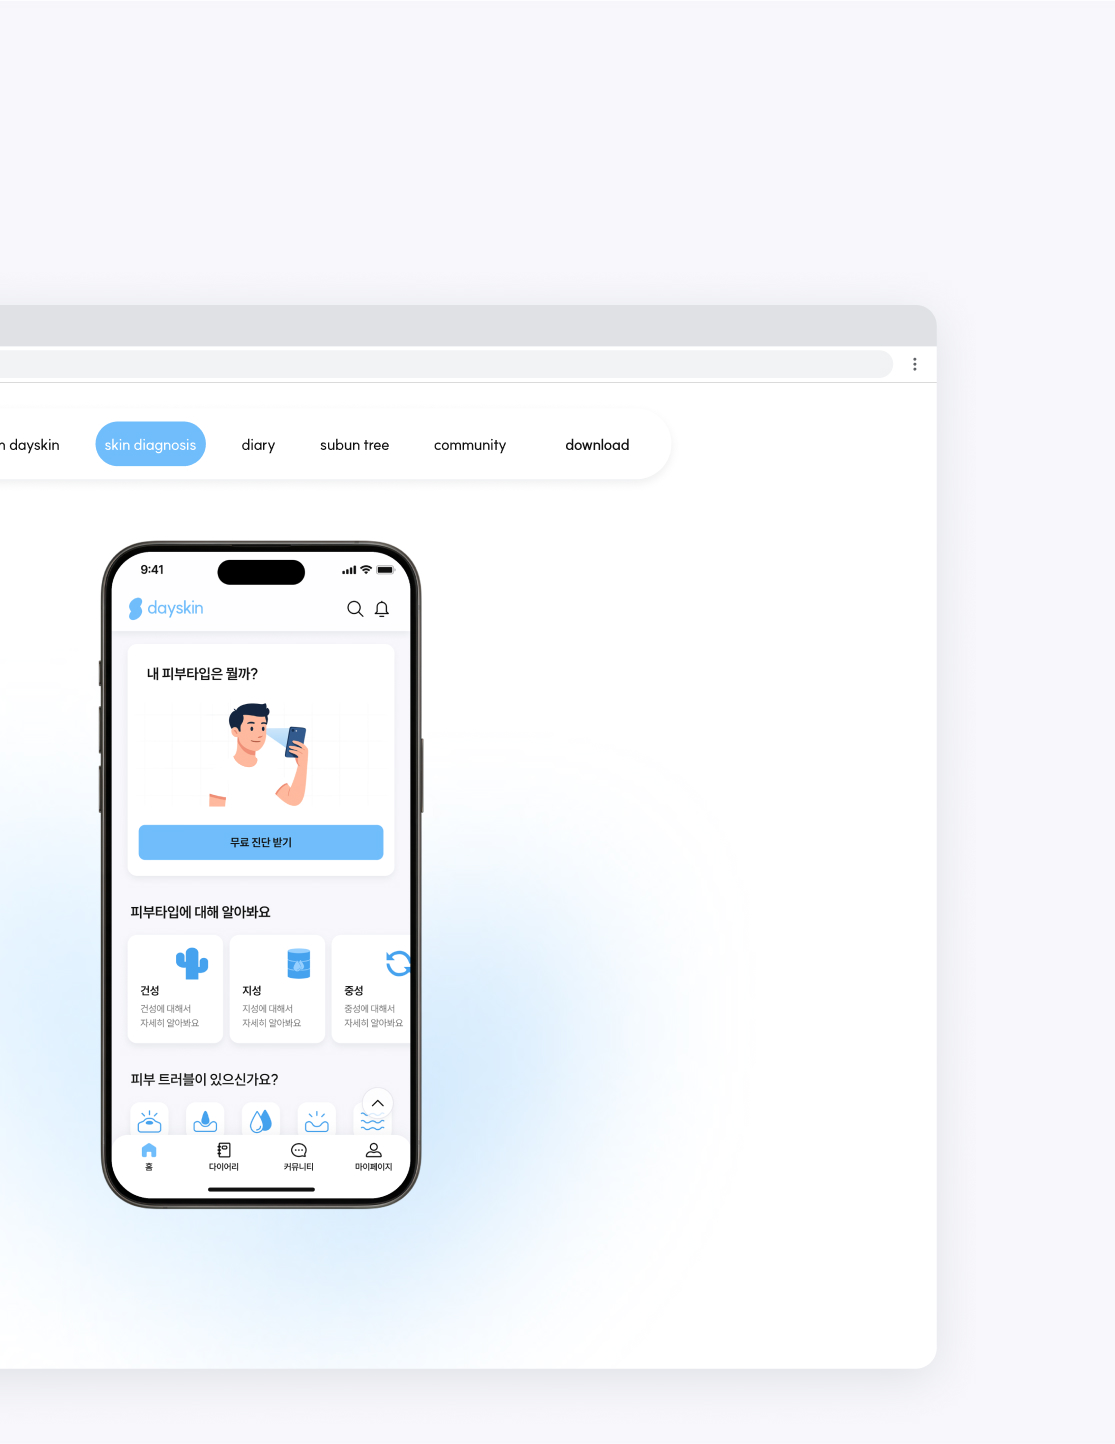 dayskin
skin diagnosis
diary
subun tree
community
download
9:41
dayskin
내 피부타입은 뭘까?
무료 진단 받기
피부타입에 대해 알아봐요
건성
건성에 대해서
자세히 알아봐요
지성
지성에 대해서
자세히 알아봐요
중성
중성에 대해서
자세히 알아봐요
피부 트러블이 있으신가요?
홈
다이어리
커뮤니티
마이페이지